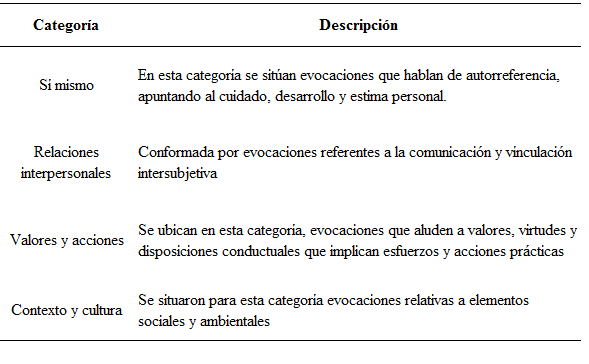 Categoría Descripción
Sí mismo
En esta categoría se sitúan evocaciones que hablan de autorreferencia,
apuntando al cuidado, desarrollo y estima personal.
Relaciones
interpersonales
Conformada por evocaciones referentes a la comunicación y vinculación
intersubjetiva
Valores y acciones
Se ubican en esta categoría, evocaciones que aluden a valores, virtudes y
disposiciones conductuales que implican esfuerzos y acciones prácticas
Contexto y cultura
Se situaron para esta categoría evocaciones relativas a elementos
sociales y ambientales